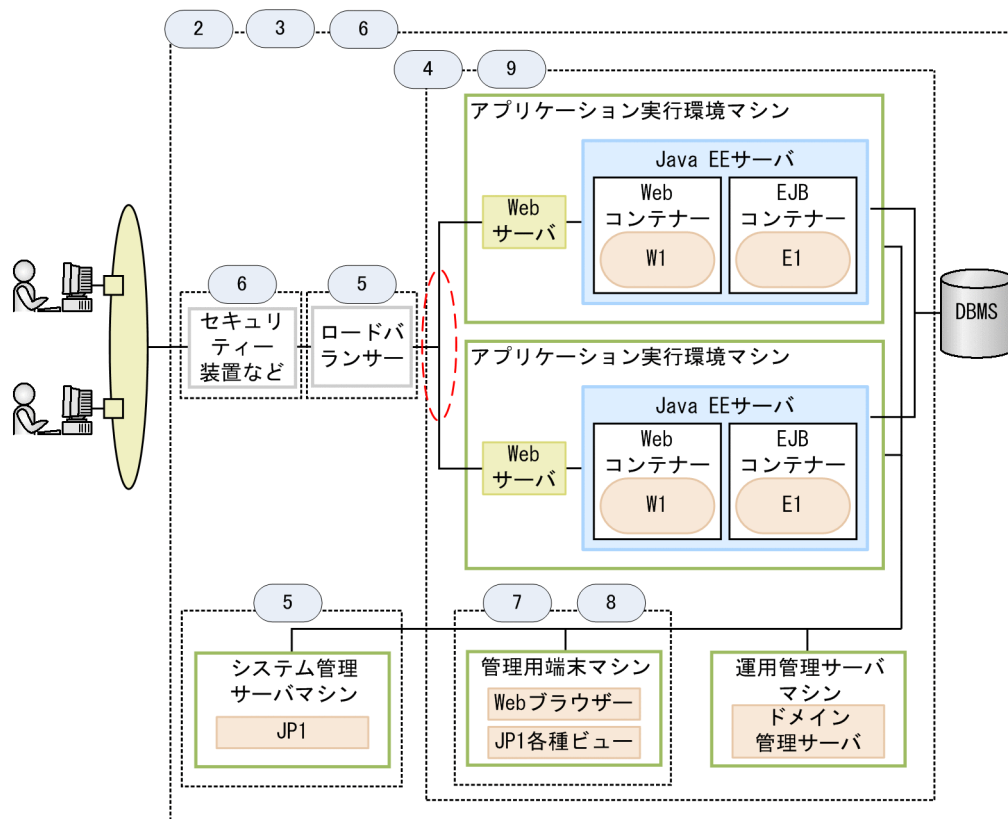 2
3
6
4
9
アプリケーション実行環境マシン
Java EEサーバ
Web
サーバ
Web
コンテナー
W1
EJB
コンテナー
E1
6
5
セキュリ
ティー
装置など
ロードバ
ランサー
DBMS
アプリケーション実行環境マシン
Java EEサーバ
Web
サーバ
Web
コンテナー
W1
EJB
コンテナー
E1
5
7
8
システム管理
サーバマシン
JP1
管理用端末マシン
Webブラウザー
JP1各種ビュー
運用管理サーバ
マシン
ドメイン
管理サーバ